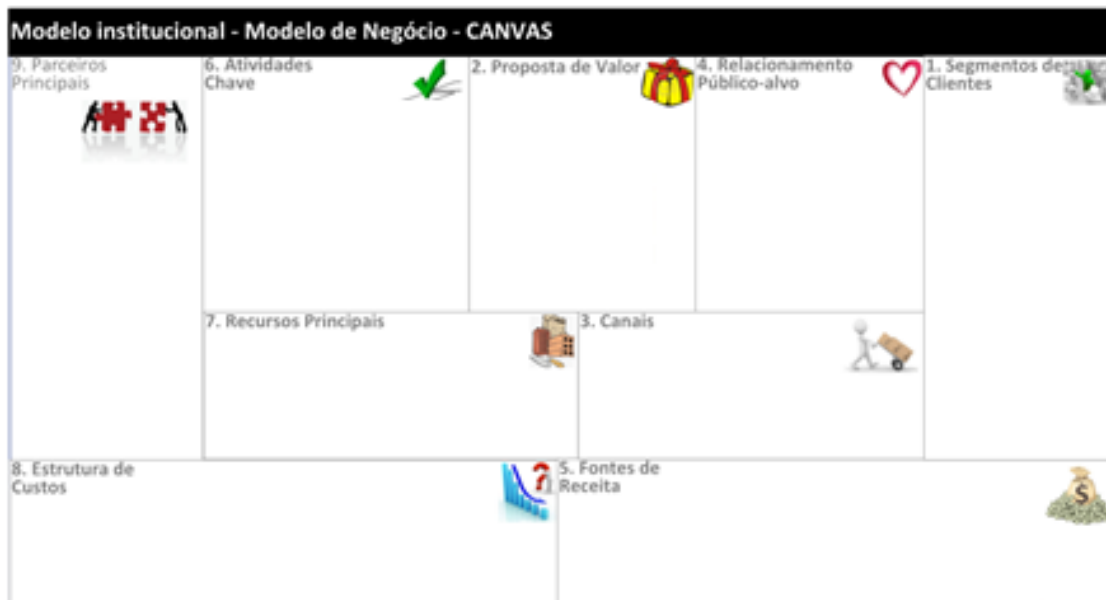 Modelo institucional - Modelo de Negócio - CANVAS
9. Parceiros
Principais
6. Atividades
Chave
2. Proposta de Valor
4. Relacionamento
Público-alvo
1. Segmentos de
Clientes
7. Recursos Principais
3. Canais
8. Estrutura de
Custos
5. Fontes de
Receita
$